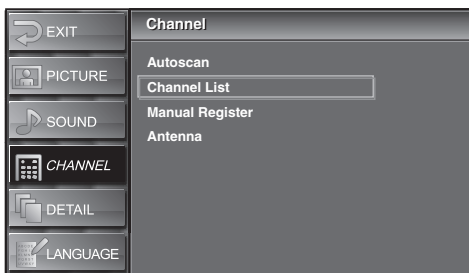 EXIT
PICTURE
SOUND
CHANNEL
DETAIL
LANGUAGE
Channel
Autoscan
Channel List
Manual Register
Antenna